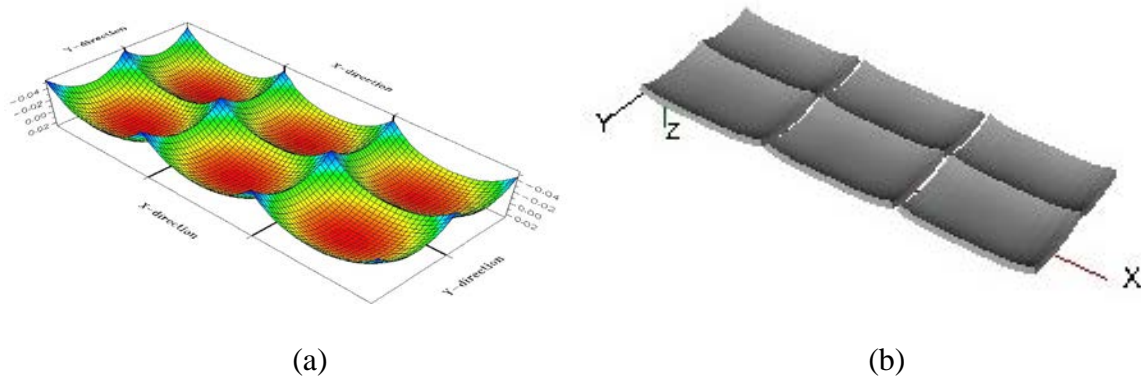 Y-direction
X-direction
-0.04
-0.02
0.00
0.02
-0.04
-0.02
0.00
0.02
X-direction
Y-direction
Y
Z
X
(a)
(b)